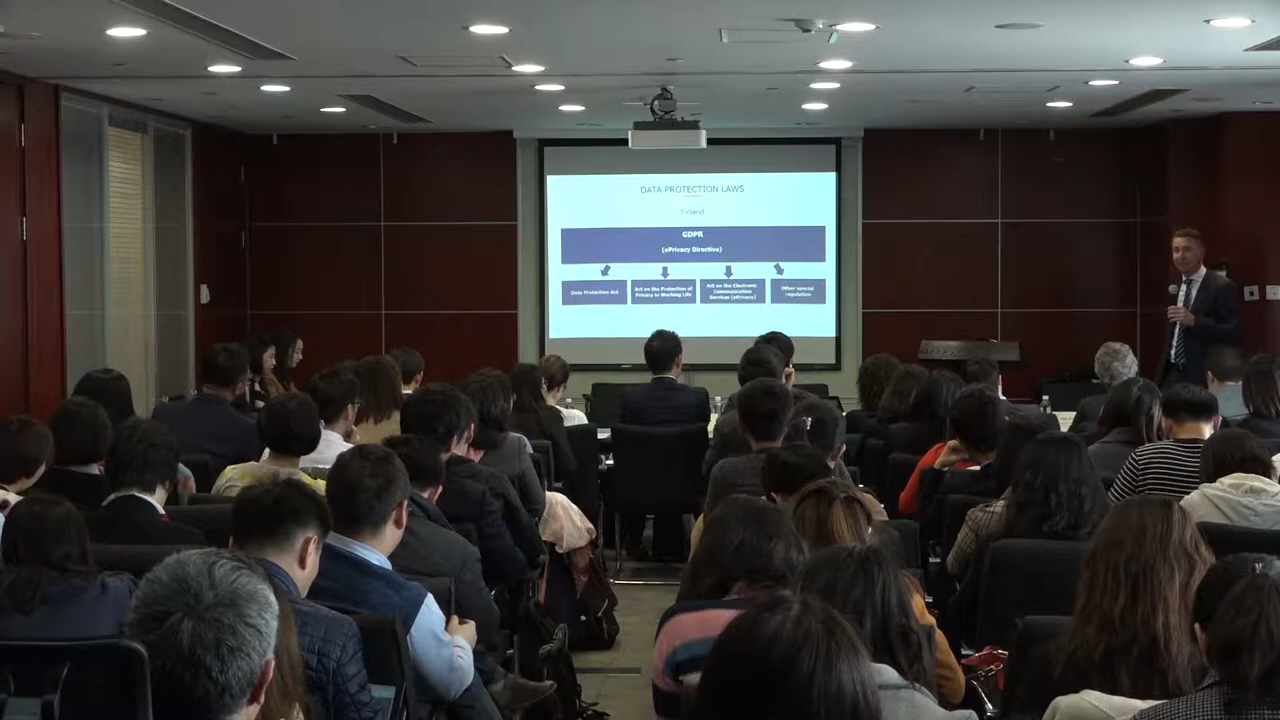 DATA PROTECTION LAWS
Finland
GDPR
(ePrivacy Directive)
Data Protection Act
Act on the Protection of
Privacy in Working Life
Act on the Electronic
Communication
Services (ePrivacy)
Other special
regulation